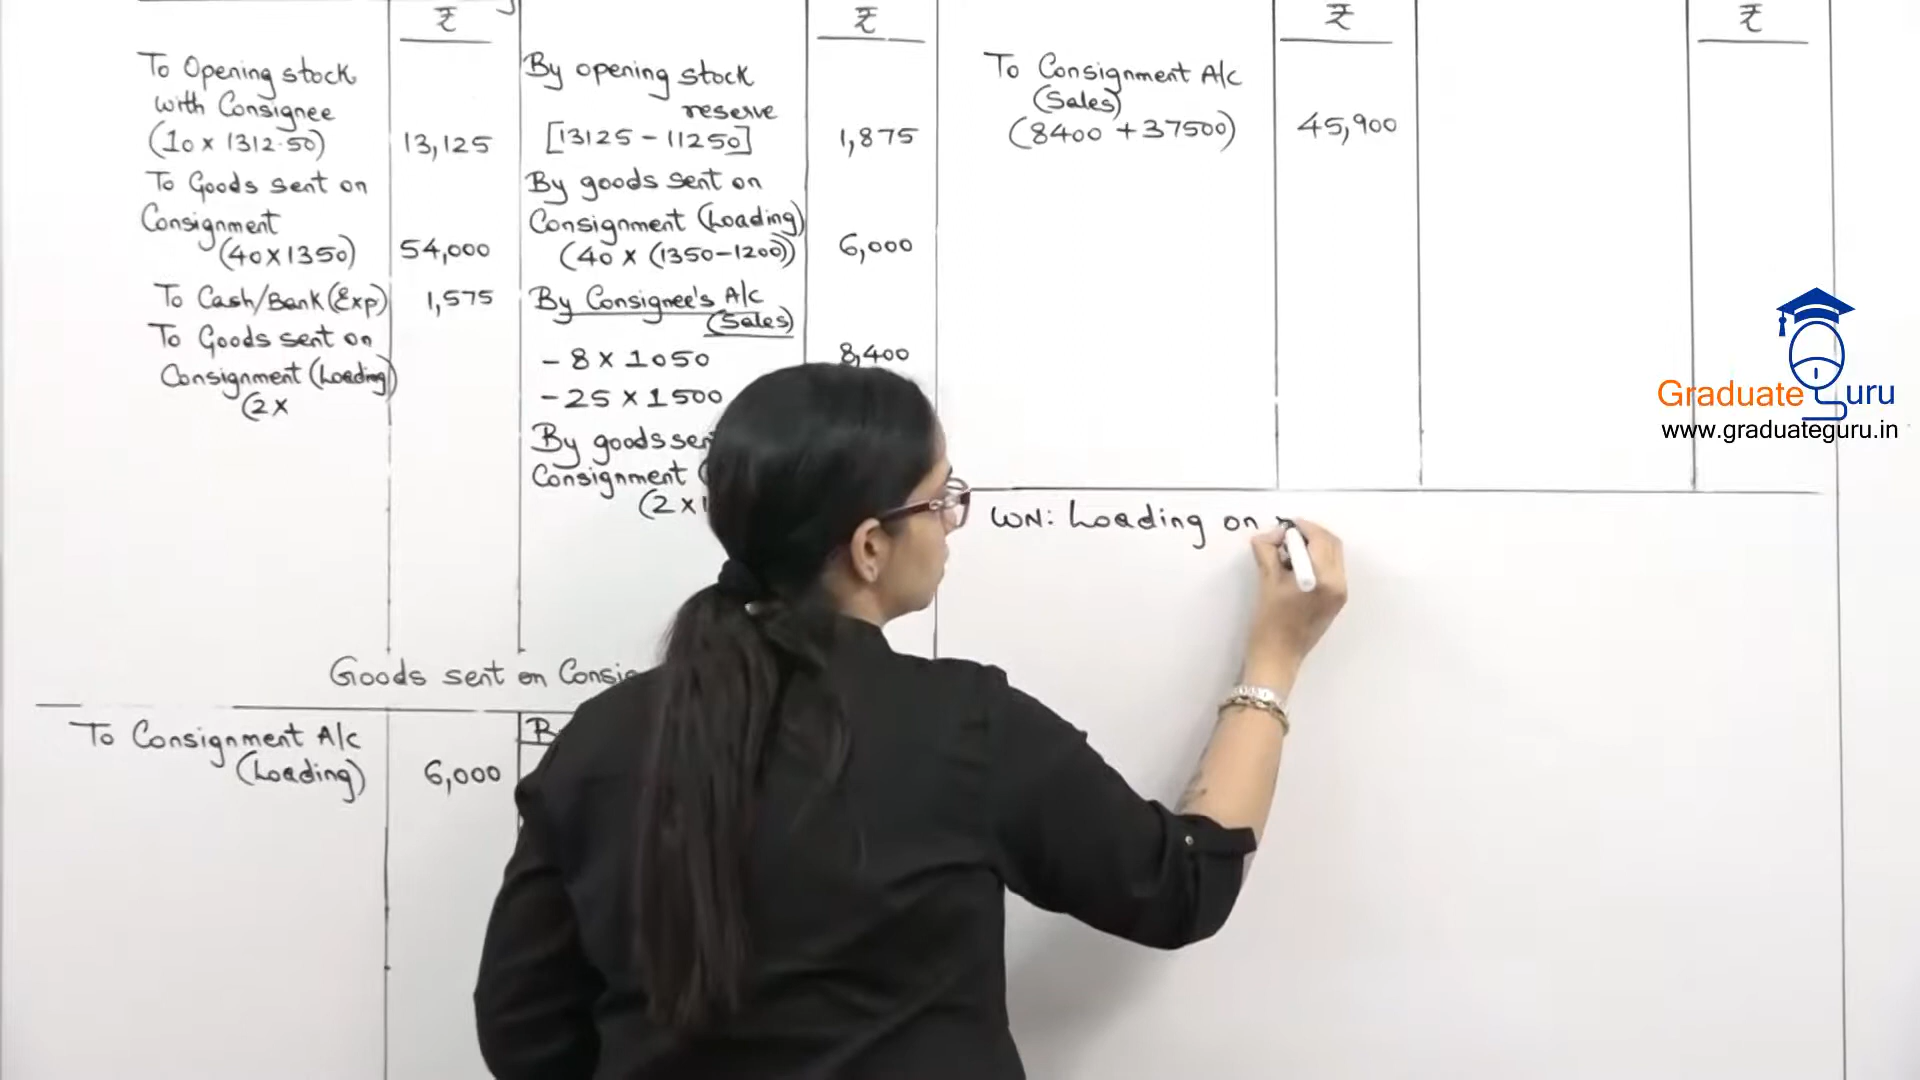 ₹
₹
₹
₹
To Opening stock
with Consignee
(10 x 1312.50)
13,125
To Goods sent on
Consignment
(40x1350)
54,000
To Cash/Bank (Exp)
1,575
To Goods sent on
Consignment (Loading)
(2x
By opening stock
reserve
[13125 - 11250]
1,875
By goods sent on
Consignment (Loading)
(40 x (1350-1200))
6,000
By Consignee's A/c
(Sales)
- 8 x 1050
8,400
- 25 x 1500
By goods sen
Consignment (
(2x1
To Consignment A/c
(Sales)
(8400 + 37500)
45,900
WN: Loading on
Goods sent on Consig
To Consignment A/c
(Loading)
6,000
B
Graduate Guru
www.graduateguru.in